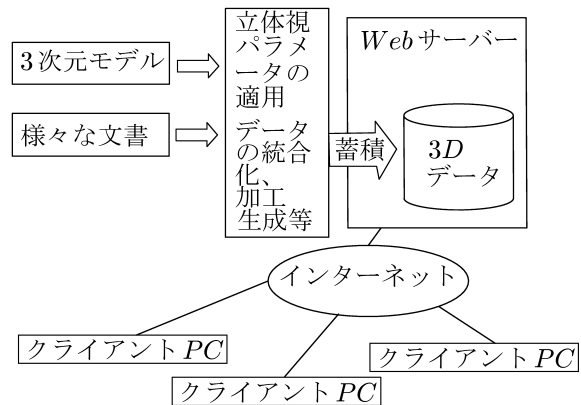 3次元モデル
様々な文書
立体視
パラメ
ータの
適用
データ
の統合
化、
加工
生成等
蓄積
Webサーバー
3D
データ
インターネット
クライアントPC
クライアントPC
クライアントPC